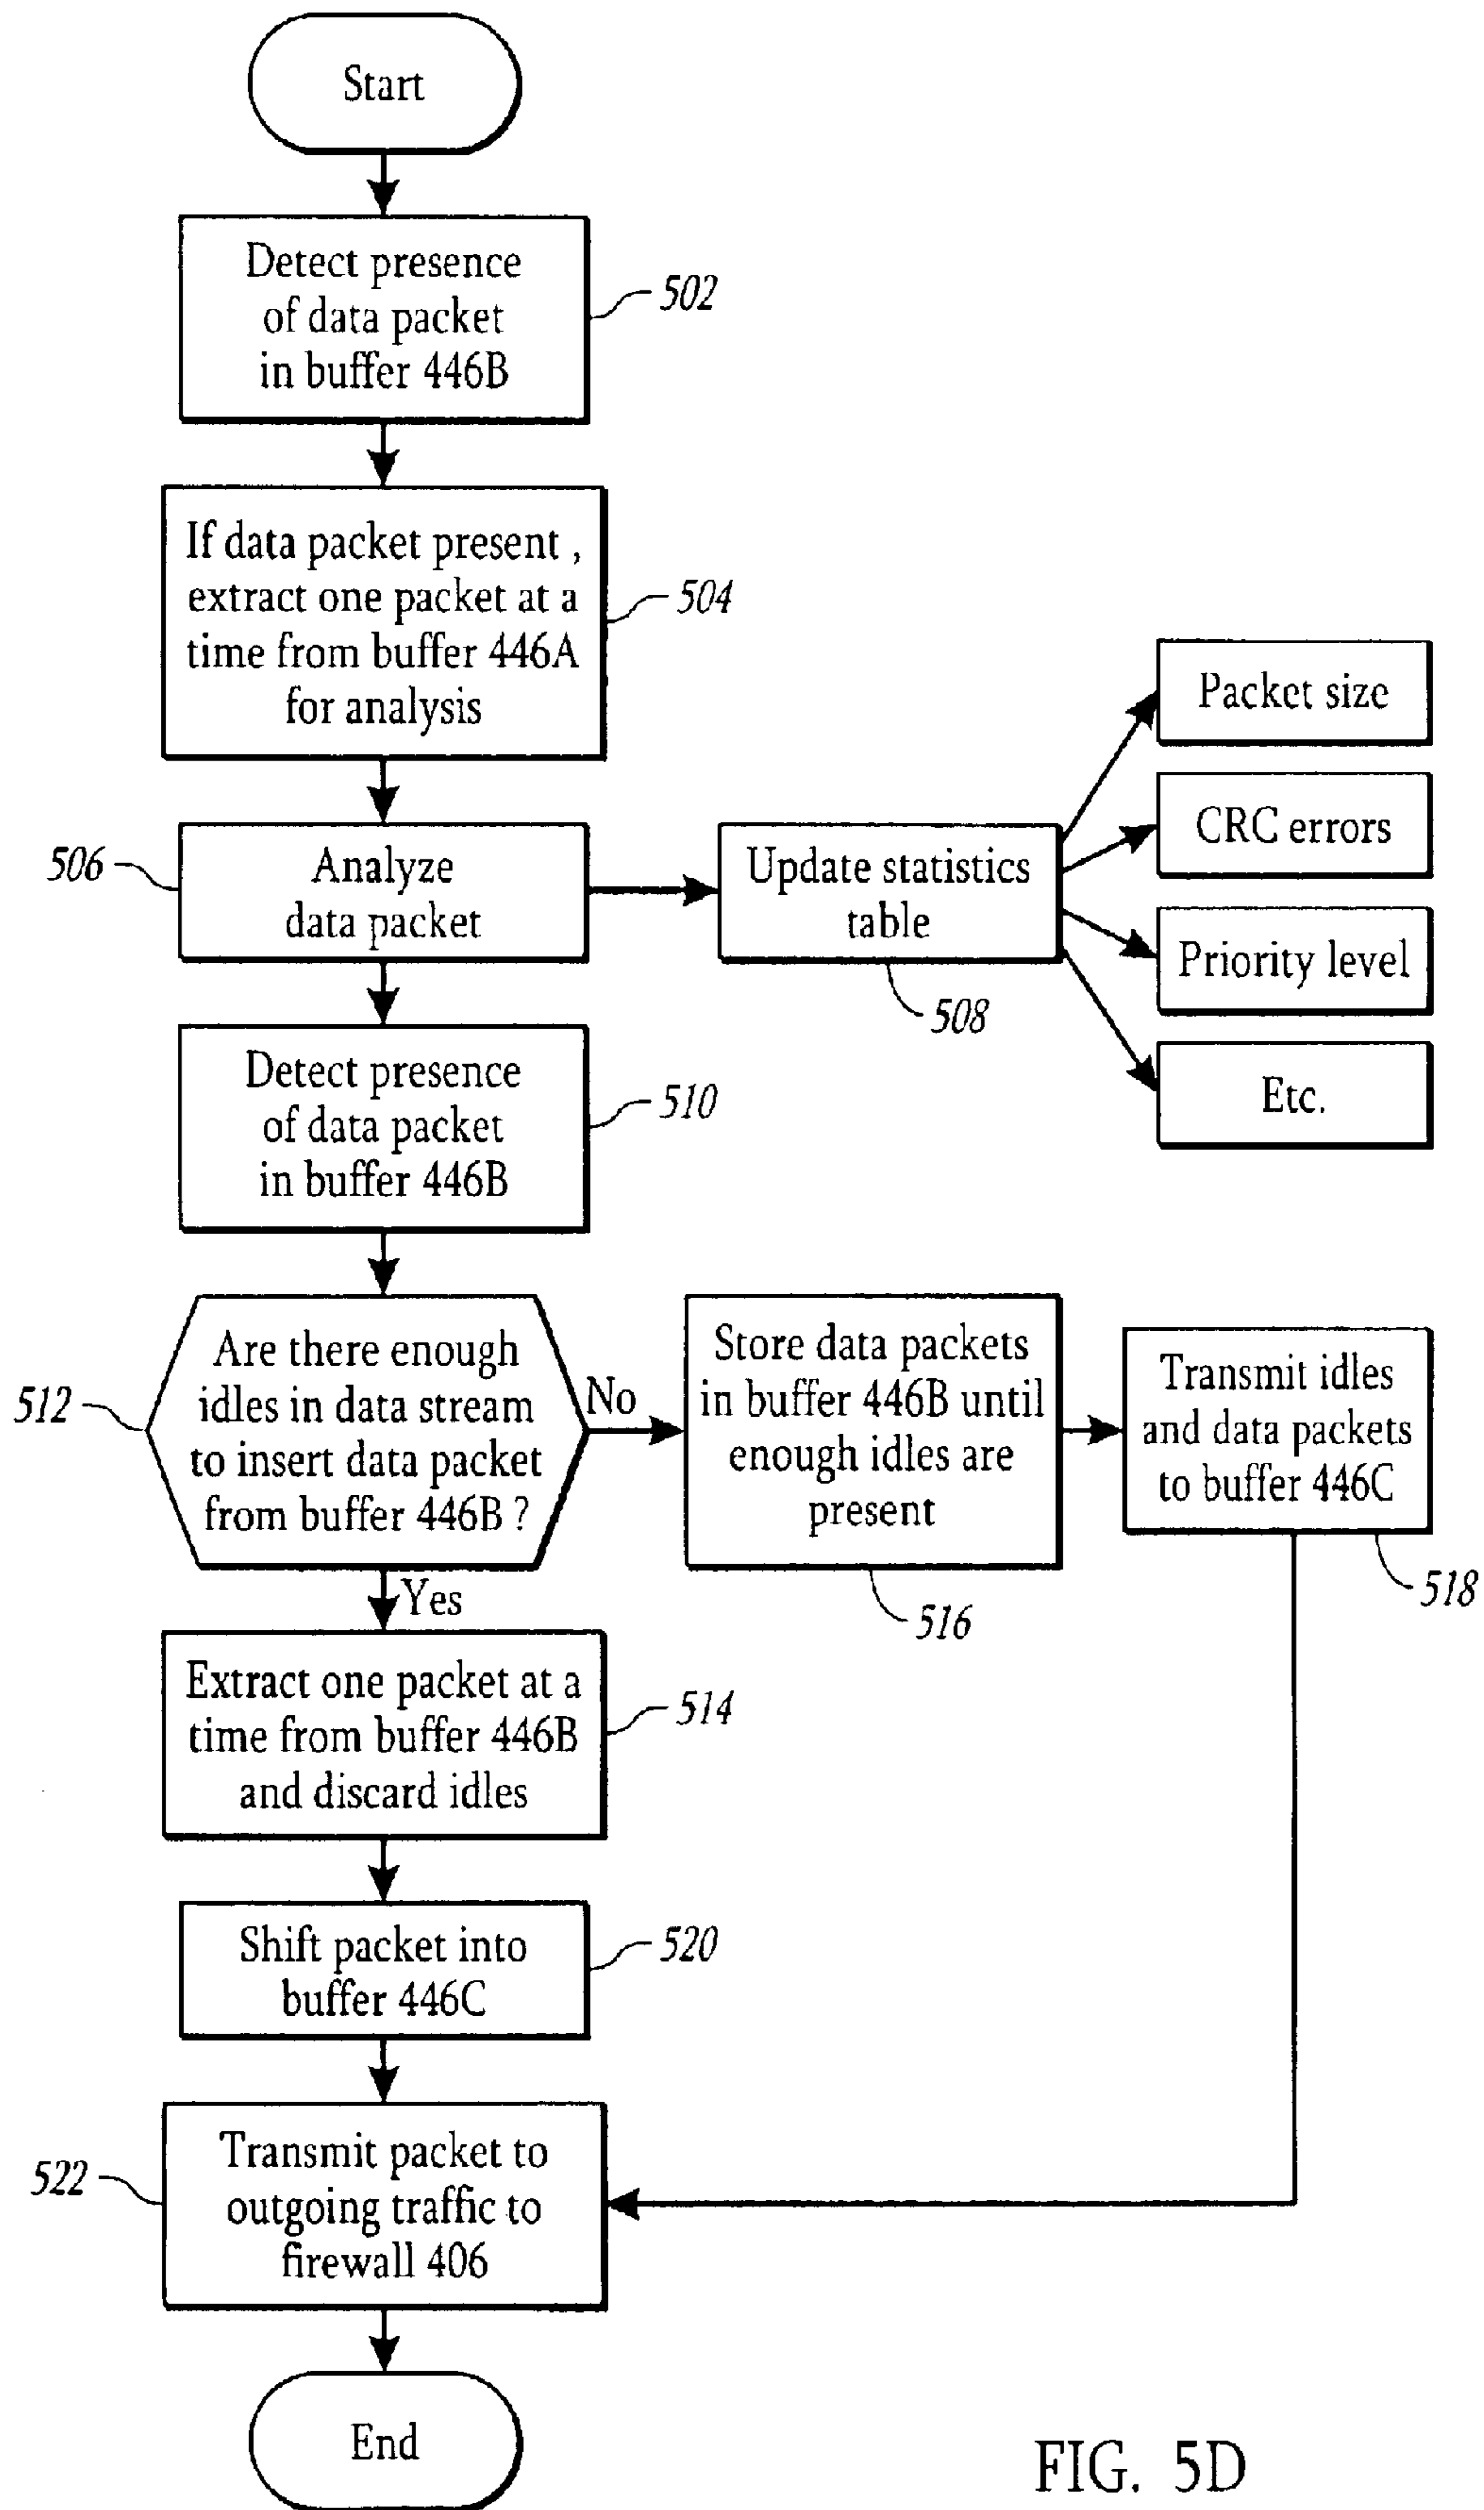 Start
Detect presence
of data packet
in buffer 446B
502
If data packet present ,
extract one packet at a
time from buffer 446A
for analysis
504
506
Analyze
data packet
Update statistics
table
508
Packet size
CRC errors
Priority level
Etc.
Detect presence
of data packet
in buffer 446B
510
512
Are there enough
idles in data stream
to insert data packet
from buffer 446B ?
No
Store data packets
in buffer 446B until
enough idles are
present
516
Transmit idles
and data packets
to buffer 446C
518
Yes
Extract one packet at a
time from buffer 446B
and discard idles
514
Shift packet into
buffer 446C
520
522
Transmit packet to
outgoing traffic to
firewall 406
End
FIG. 5D